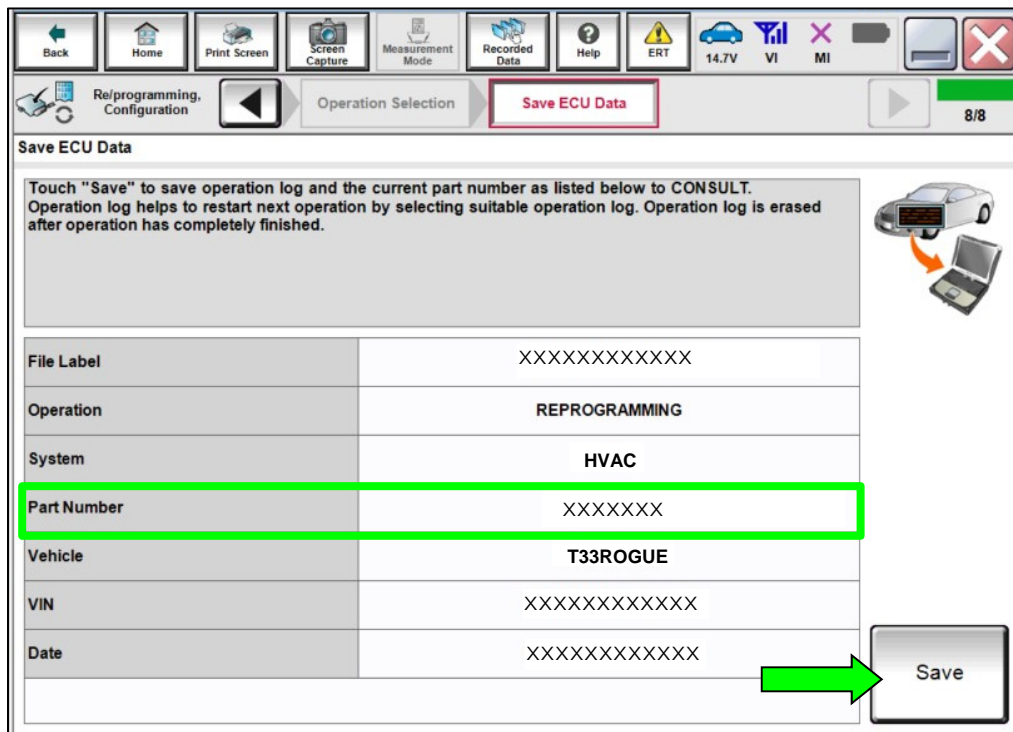 Back
Home
Print Screen
Screen
Capture
Measurement
Mode
Recorded
Data
Help
ERT
14.7V
VI
MI
Re/programming,
Configuration
Operation Selection
Save ECU Data
8/8
Save ECU Data
Touch "Save" to save operation log and the current part number as listed below to CONSULT.
Operation log helps to restart next operation by selecting suitable operation log. Operation log is erased
after operation has completely finished.
File Label XXXXXXXXXXXX
Operation REPROGRAMMING
System HVAC
Part Number XXXXXXX
Vehicle T33ROGUE
VIN XXXXXXXXXXXX
Date XXXXXXXXXXXX
Save